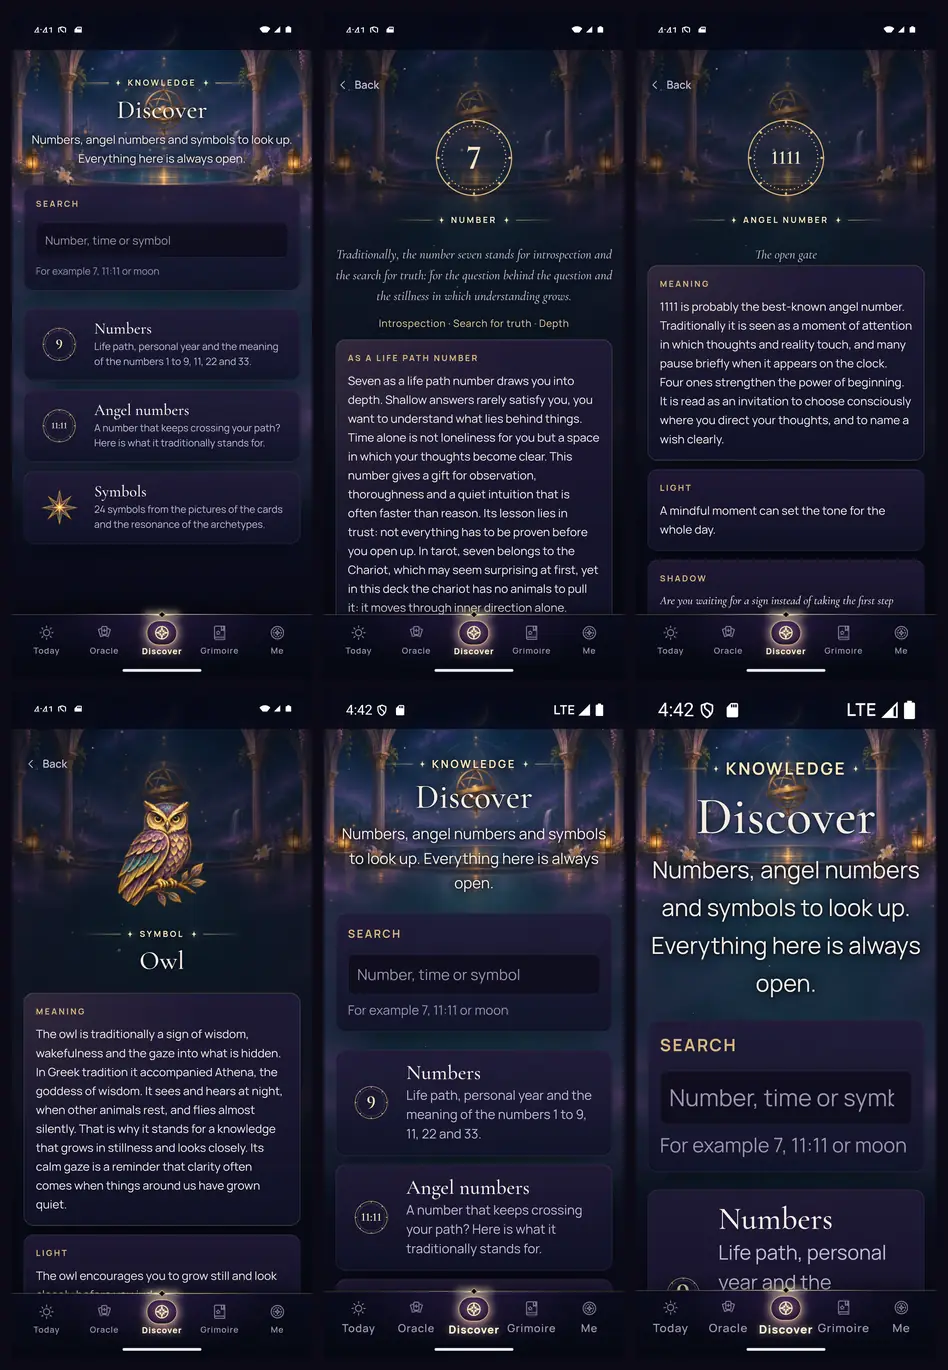 4:41
KNOWLEDGE
Discover
Numbers, angel numbers and symbols to look up.
Everything here is always open.
SEARCH
Number, time or symbol
For example 7, 11:11 or moon
9
Numbers
Life path, personal year and the meaning
of the numbers 1 to 9, 11, 22 and 33.
11:11
Angel numbers
A number that keeps crossing your path?
Here is what it traditionally stands for.
Symbols
24 symbols from the pictures of the cards
and the resonance of the archetypes.
Today Oracle Discover Grimoire Me
4:41
Back
7
NUMBER
Traditionally, the number seven stands for introspection and
the search for truth: for the question behind the question and
the stillness in which understanding grows.
Introspection · Search for truth · Depth
AS A LIFE PATH NUMBER
Seven as a life path number draws you into
depth. Shallow answers rarely satisfy you, you
want to understand what lies behind things.
Time alone is not loneliness for you but a space
in which your thoughts become clear. This
number gives a gift for observation,
thoroughness and a quiet intuition that is
often faster than reason. Its lesson lies in
trust: not everything has to be proven before
you open up. In tarot, seven belongs to the
Chariot, which may seem surprising at first, yet
in this deck the chariot has no animals to pull
it: it moves through inner direction alone.
Today Oracle Discover Grimoire Me
4:41
Back
1111
ANGEL NUMBER
The open gate
MEANING
1111 is probably the best-known angel number.
Traditionally it is seen as a moment of attention
in which thoughts and reality touch, and many
pause briefly when it appears on the clock.
Four ones strengthen the power of beginning.
It is read as an invitation to choose consciously
where you direct your thoughts, and to name a
wish clearly.
LIGHT
A mindful moment can set the tone for the
whole day.
SHADOW
Are you waiting for a sign instead of taking the first step
Today Oracle Discover Grimoire Me
4:41
Back
SYMBOL
Owl
MEANING
The owl is traditionally a sign of wisdom,
wakefulness and the gaze into what is hidden.
In Greek tradition it accompanied Athena, the
goddess of wisdom. It sees and hears at night,
when other animals rest, and flies almost
silently. That is why it stands for a knowledge
that grows in stillness and looks closely. Its
calm gaze is a reminder that clarity often
comes when things around us have grown
quiet.
LIGHT
The owl encourages you to grow still and look
Today Oracle Discover Grimoire Me
4:42 LTE
KNOWLEDGE
Discover
Numbers, angel numbers and symbols
to look up. Everything here is always
open.
SEARCH
Number, time or symbol
For example 7, 11:11 or moon
9
Numbers
Life path, personal year and the
meaning of the numbers 1 to 9,
11, 22 and 33.
11:11
Angel numbers
A number that keeps crossing
your path? Here is what it
traditionally stands for.
Today Oracle Discover Grimoire Me
4:42 LTE
KNOWLEDGE
Discover
Numbers, angel numbers
and symbols to look up.
Everything here is always
open.
SEARCH
Number, time or symb
For example 7, 11:11 or moon
Numbers
Life path, personal
year and the
Today Oracle Discover Grimoire Me